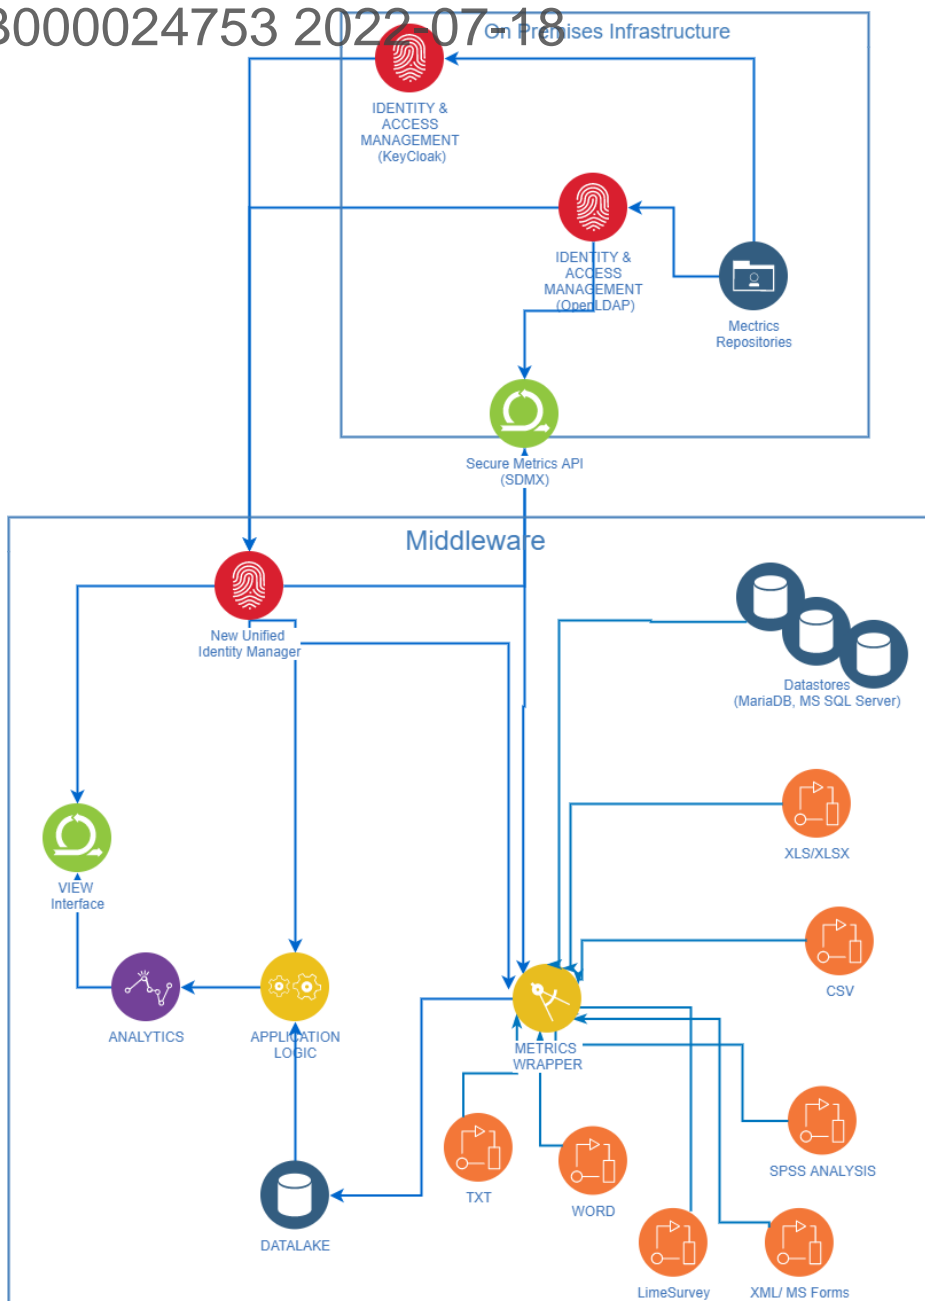 3000024753 2022-07-18
On Premises Infrastructure
IDENTITY &
ACCESS
MANAGEMENT
(KeyCloak)
IDENTITY &
ACCESS
MANAGEMENT
(OpenLDAP)
Mectrics
Repositories
Secure Metrics API
(SDMX)
Middleware
New Unified
Identity Manager
Datastores
(MariaDB, MS SQL Server)
XLS/XLSX
VIEW
Interface
CSV
ANALYTICS
APPLICATION
LOGIC
METRICS
WRAPPER
SPSS ANALYSIS
TXT
WORD
DATALAKE
LimeSurvey
XML/ MS Forms